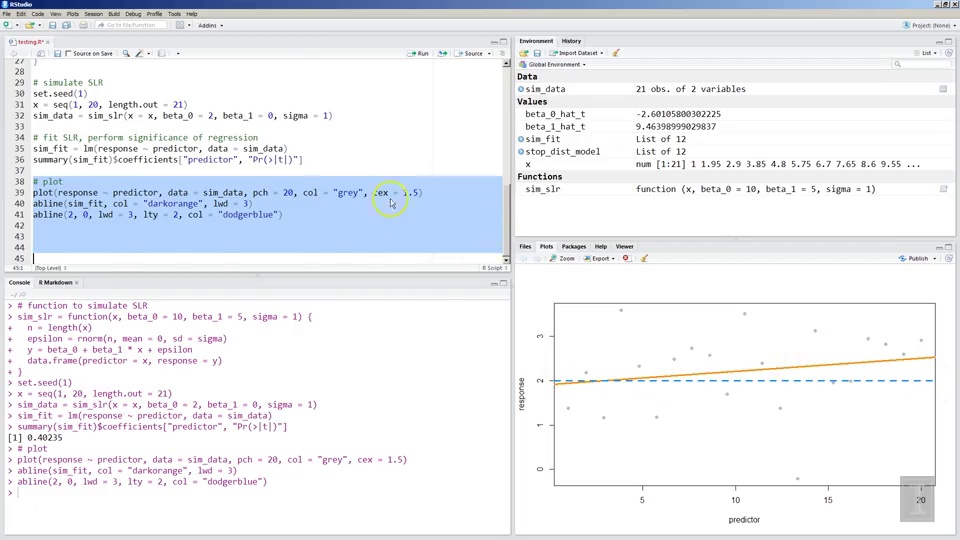 RStudio
File Edit Code View Plots Session Build Debug Profile Tools Help
Go to file/function
Addins
Project: (None)
testing.R*
Source on Save
Run
Source
27 }
28
29 # simulate SLR
30 set.seed(1)
31 x = seq(1, 20, length.out = 21)
32 sim_data = sim_slr(x = x, beta_0 = 2, beta_1 = 0, sigma = 1)
33
34 # fit SLR, perform significance of regression
35 sim_fit = lm(response ~ predictor, data = sim_data)
36 summary(sim_fit)$coefficients["predictor", "Pr(>|t|)"]
37
38 # plot
39 plot(response ~ predictor, data = sim_data, pch = 20, col = "grey", cex = 1.5)
40 abline(sim_fit, col = "darkorange", lwd = 3)
41 abline(2, 0, lwd = 3, lty = 2, col = "dodgerblue")
42
43
44
45
45:1 (Top Level) R Script
Console R Markdown
~/
> # function to simulate SLR
> sim_slr = function(x, beta_0 = 10, beta_1 = 5, sigma = 1) {
+ n = length(x)
+ epsilon = rnorm(n, mean = 0, sd = sigma)
+ y = beta_0 + beta_1 * x + epsilon
+ data.frame(predictor = x, response = y)
+ }
> set.seed(1)
> x = seq(1, 20, length.out = 21)
> sim_data = sim_slr(x = x, beta_0 = 2, beta_1 = 0, sigma = 1)
> sim_fit = lm(response ~ predictor, data = sim_data)
> summary(sim_fit)$coefficients["predictor", "Pr(>|t|)"]
[1] 0.40235
> # plot
> plot(response ~ predictor, data = sim_data, pch = 20, col = "grey", cex = 1.5)
> abline(sim_fit, col = "darkorange", lwd = 3)
> abline(2, 0, lwd = 3, lty = 2, col = "dodgerblue")
>
Environment History
Import Dataset
List
Global Environment
Data
sim_data 21 obs. of 2 variables
Values
beta_0_hat_t -2.60105800302225
beta_1_hat_t 9.46398999029837
sim_fit List of 12
stop_dist_model List of 12
x num [1:21] 1 1.95 2.9 3.85 4.8 5.75 6.7 7.65 8.6 9.55 ...
Functions
sim_slr function (x, beta_0 = 10, beta_1 = 5, sigma = 1)
Files Plots Packages Help Viewer
Zoom Export Publish
response
3
2
1
0
5 10 15 20
predictor